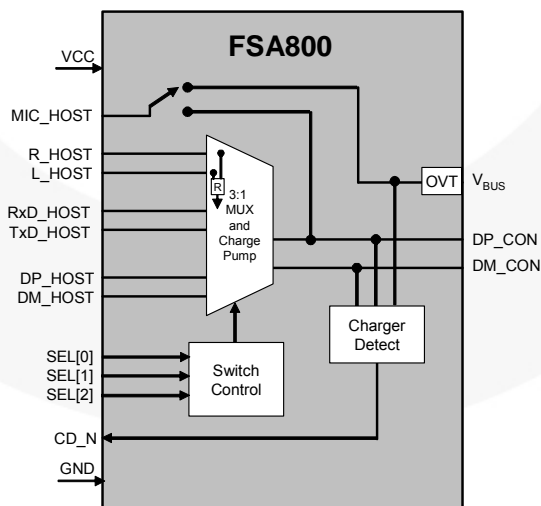 FSA800
VCC
MIC_HOST
R_HOST
L_HOST
RxD_HOST
TxD_HOST
DP_HOST
DM_HOST
SEL[0]
SEL[1]
SEL[2]
CD_N
GND
R
3:1
MUX
and
Charge
Pump
Switch
Control
OVT
VBUS
DP_CON
DM_CON
Charger
Detect